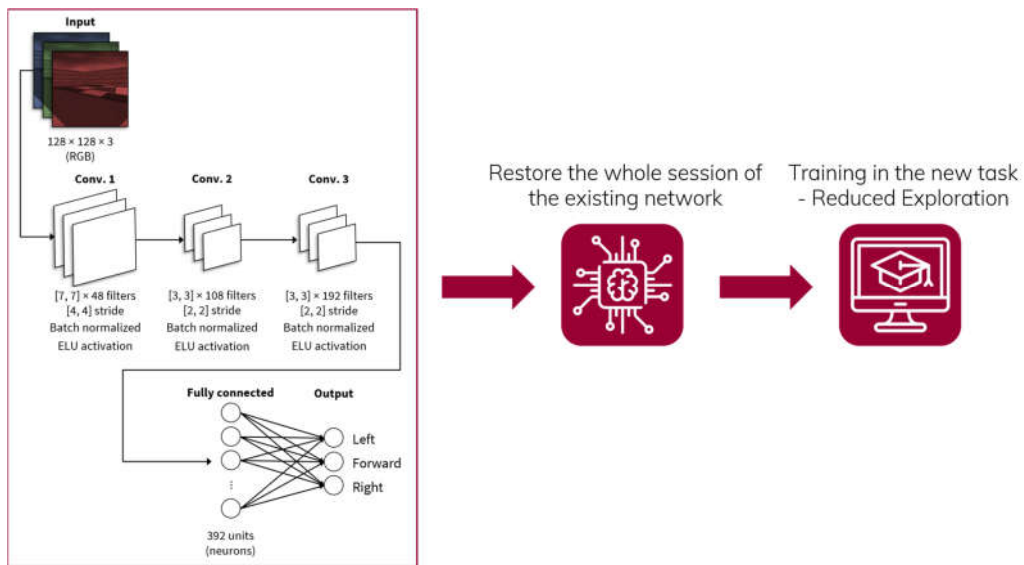 Input
128 × 128 × 3
(RGB)
Conv. 1
Conv. 2
Conv. 3
[7, 7] × 48 filters
[4, 4] stride
Batch normalized
ELU activation
[3, 3] × 108 filters
[2, 2] stride
Batch normalized
ELU activation
[3, 3] × 192 filters
[2, 2] stride
Batch normalized
ELU activation
Fully connected
Output
Left
Forward
Right
392 units
(neurons)
Restore the whole session of
the existing network
Training in the new task
- Reduced Exploration